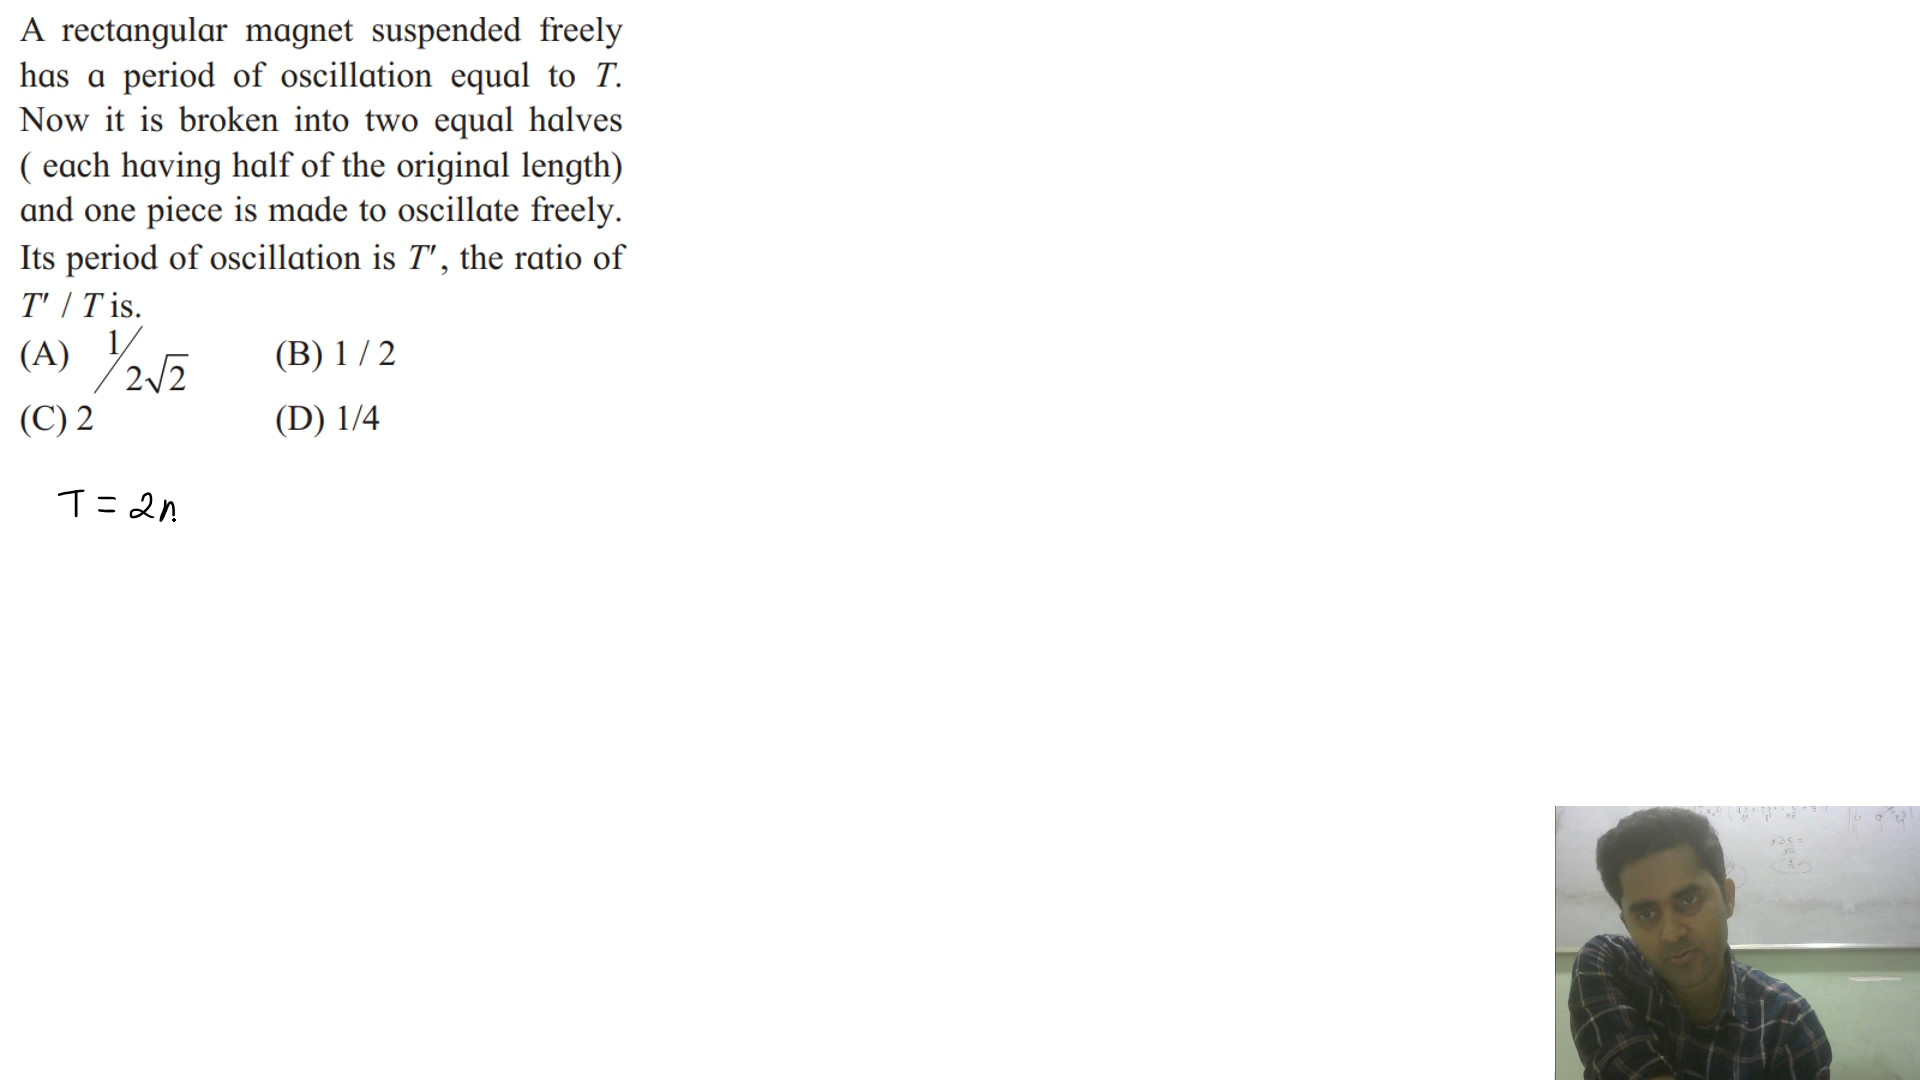 A rectangular magnet suspended freely
has a period of oscillation equal to T.
Now it is broken into two equal halves
( each having half of the original length)
and one piece is made to oscillate freely.
Its period of oscillation is T′, the ratio of
T′ / T is.
(A) 1/2√2 (B) 1 / 2
(C) 2 (D) 1/4
T = 2π